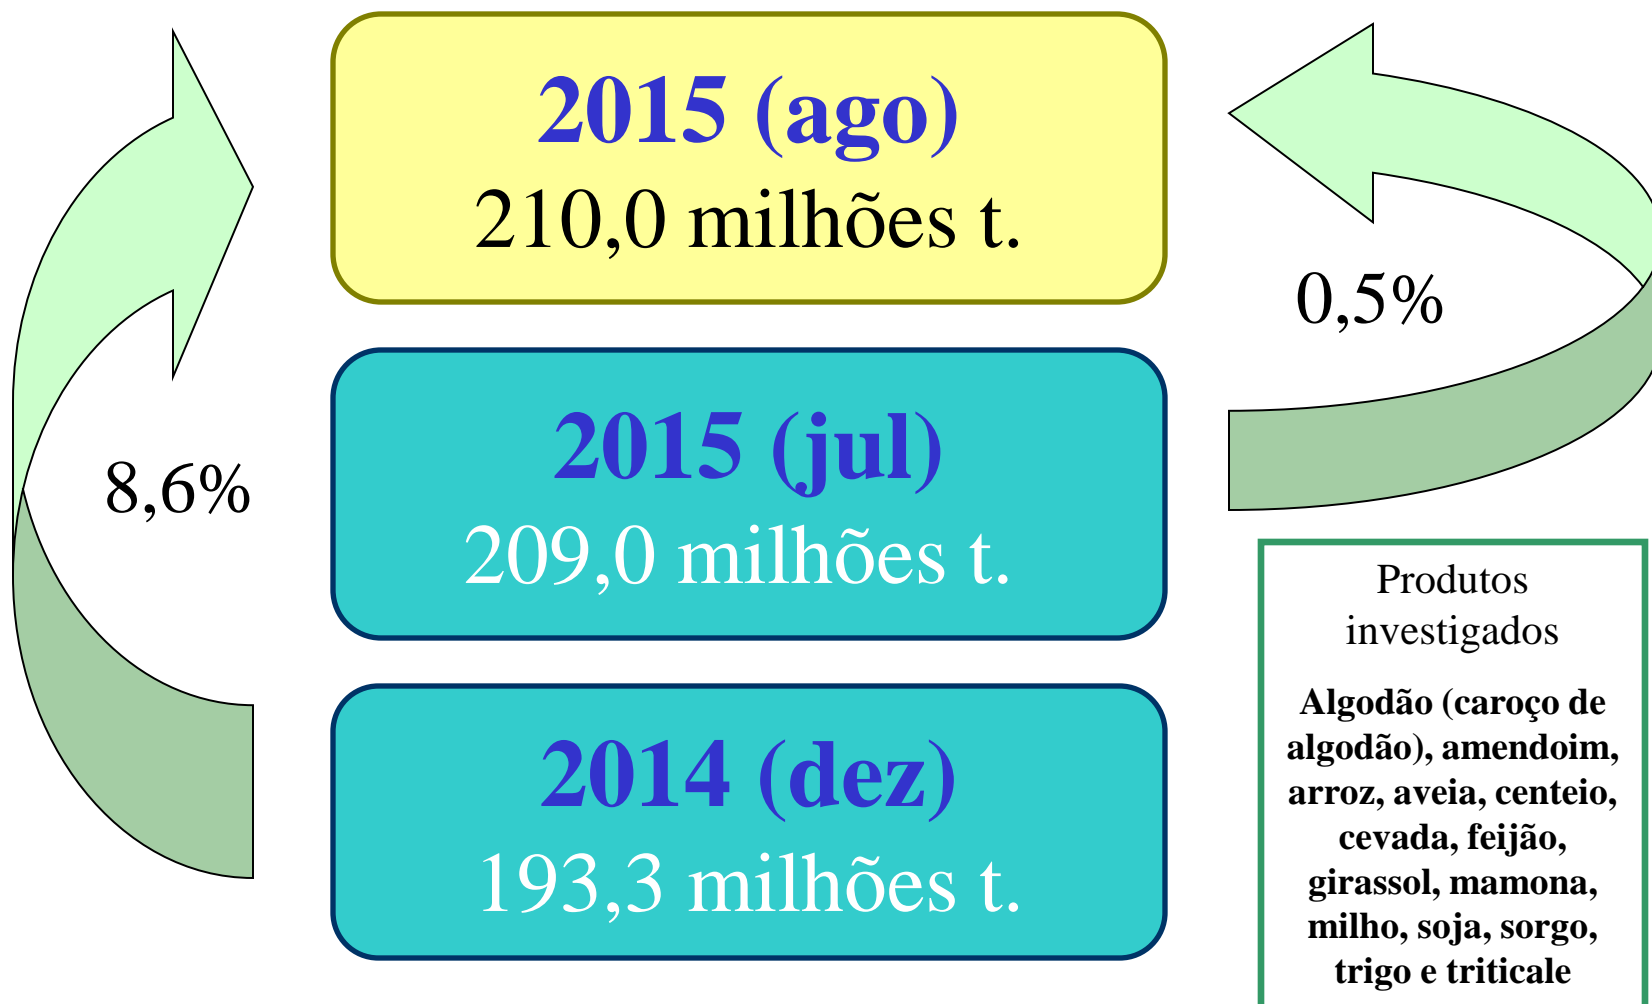 2015 (ago)
210,0 milhões t.
0,5%
2015 (jul)
209,0 milhões t.
8,6%
2014 (dez)
193,3 milhões t.
Produtos
investigados
Algodão (caroço de
algodão), amendoim,
arroz, aveia, centeio,
cevada, feijão,
girassol, mamona,
milho, soja, sorgo,
trigo e triticale